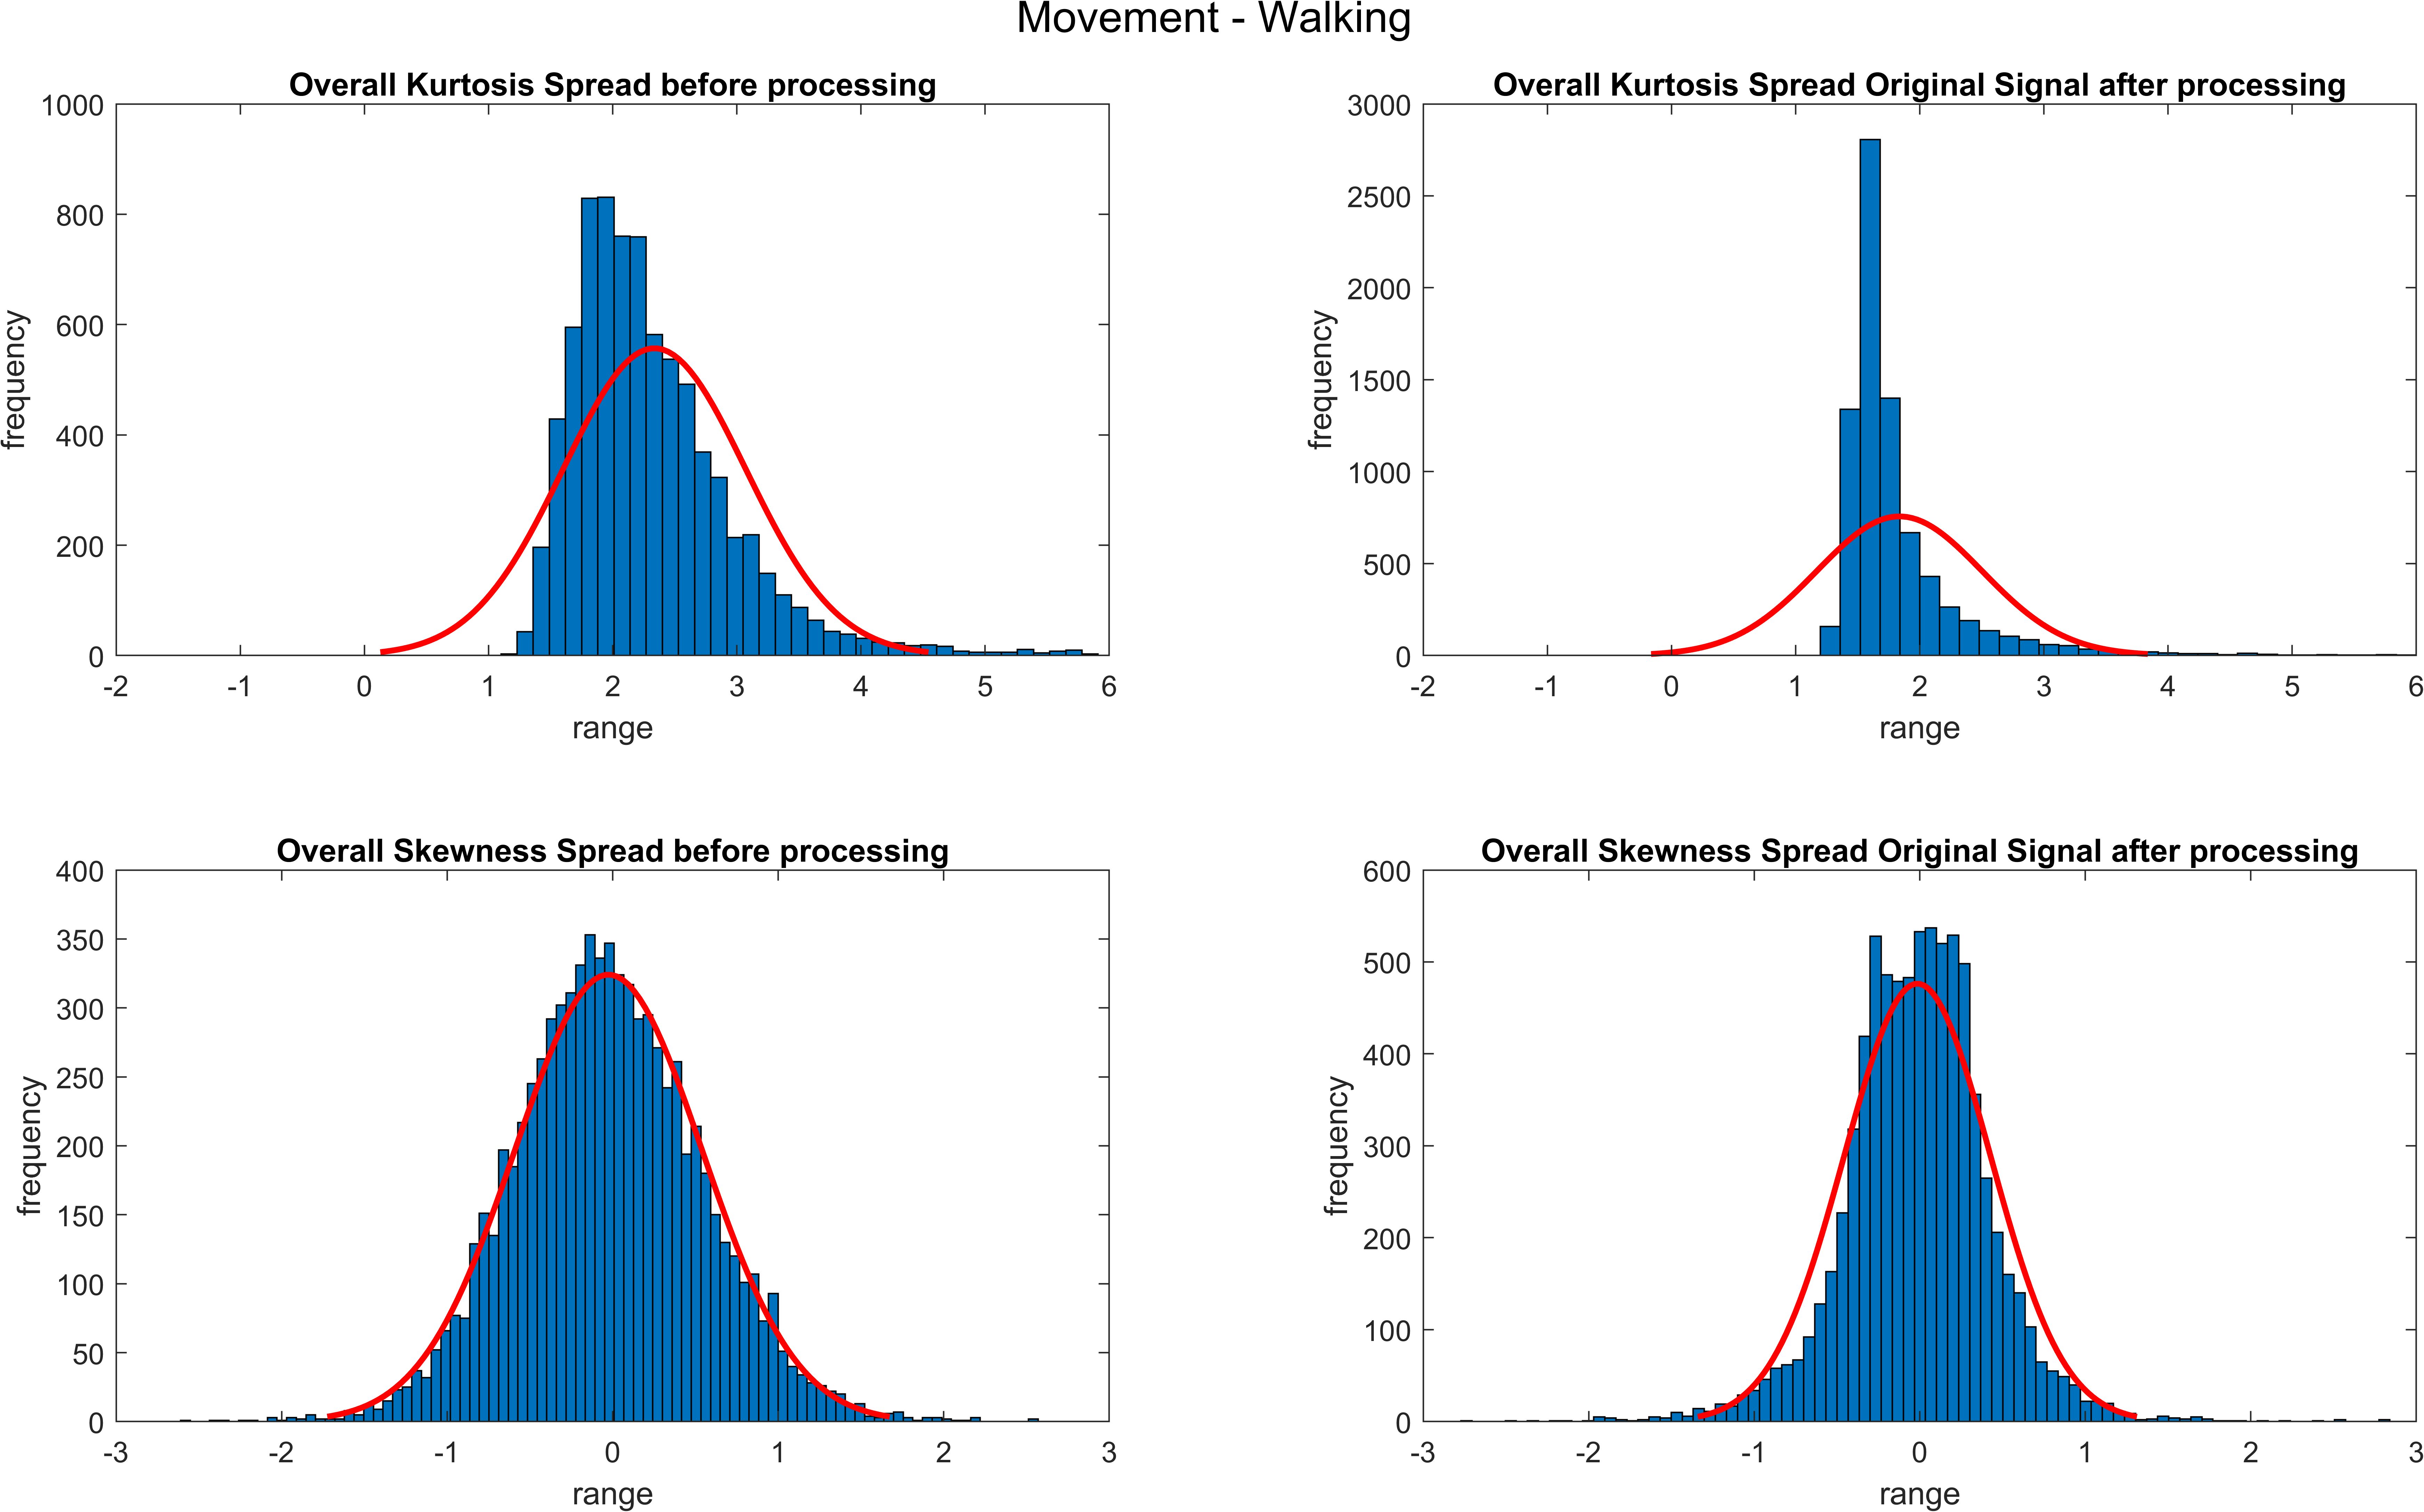 Movement - Walking
Overall Kurtosis Spread before processing
1000
800
600
400
200
0
frequency
-2 -1 0 1 2 3 4 5 6
range
Overall Kurtosis Spread Original Signal after processing
3000
2500
2000
1500
1000
500
0
frequency
-2 -1 0 1 2 3 4 5 6
range
Overall Skewness Spread before processing
400
350
300
250
200
150
100
50
0
frequency
-3 -2 -1 0 1 2 3
range
Overall Skewness Spread Original Signal after processing
600
500
400
300
200
100
0
frequency
-3 -2 -1 0 1 2 3
range